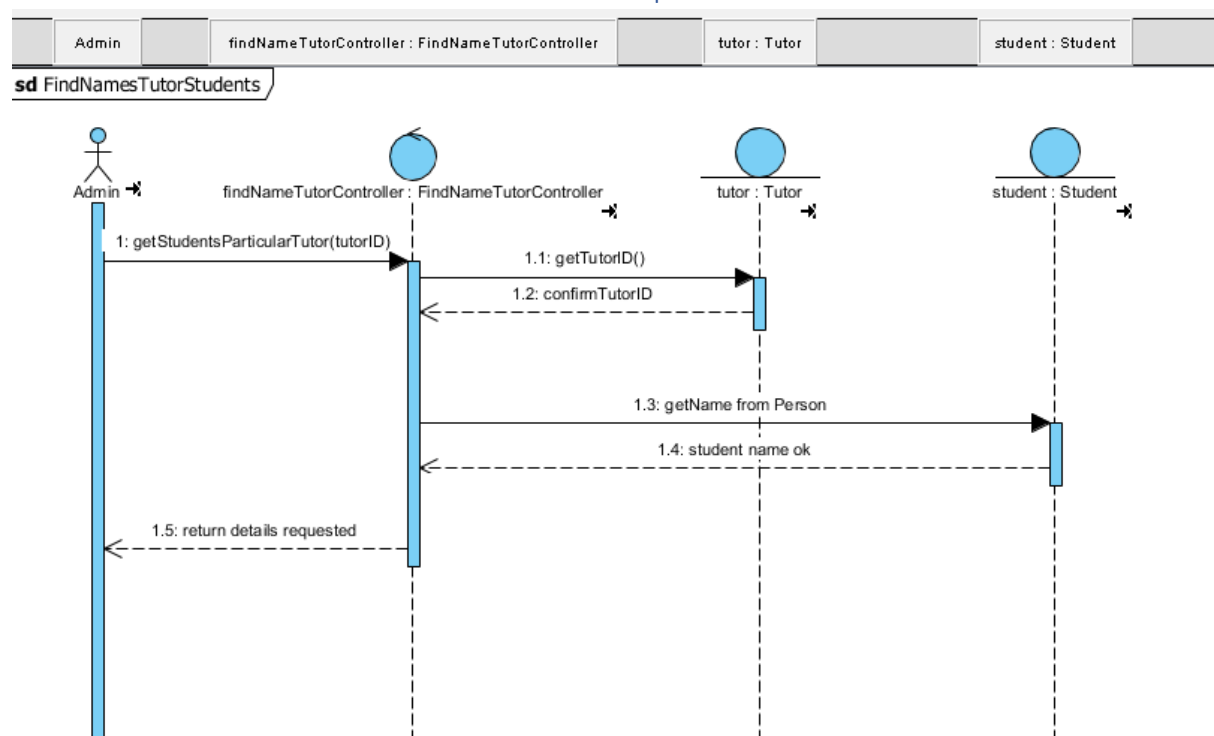 Admin
findNameTutorController : FindNameTutorController
tutor : Tutor
student : Student
sd FindNamesTutorStudents
Admin
findNameTutorController : FindNameTutorController
tutor : Tutor
student : Student
1: getStudentsParticularTutor(tutorID)
1.1: getTutorID()
1.2: confirmTutorID
1.3: getName from Person
1.4: student name ok
1.5: return details requested